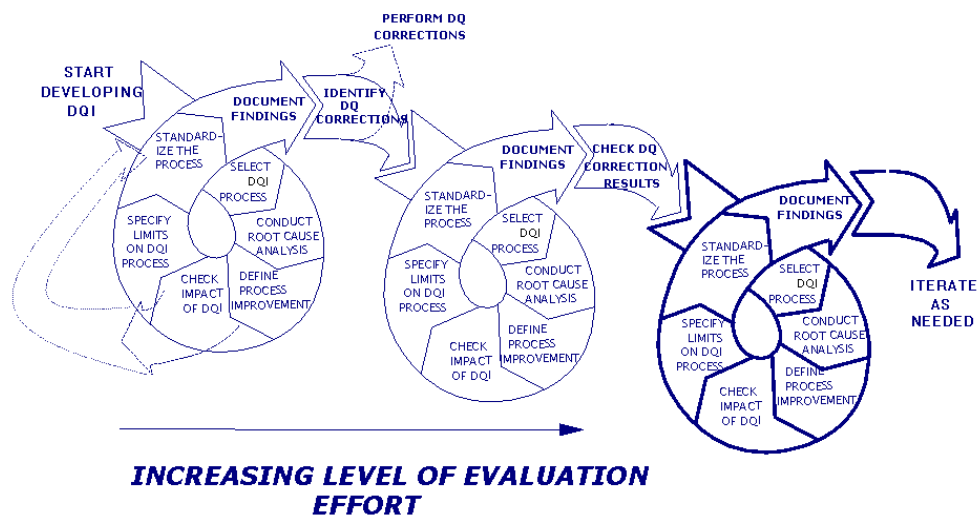 PERFORM DQ
CORRECTIONS
START
DEVELOPING
DQI
DOCUMENT
FINDINGS
IDENTIFY
DQ
CORRECTIONS
STANDARD-
IZE THE
PROCESS
SELECT
DQI
PROCESS
SPECIFY
LIMITS
ON DQI
PROCESS
CONDUCT
ROOT CAUSE
ANALYSIS
CHECK
IMPACT
OF DQI
DEFINE
PROCESS
IMPROVEMENT
DOCUMENT
FINDINGS
CHECK DQ
CORRECTION
RESULTS
STANDARD-
IZE THE
PROCESS
SELECT
DQI
PROCESS
SPECIFY
LIMITS
ON DQI
PROCESS
CONDUCT
ROOT CAUSE
ANALYSIS
CHECK
IMPACT
OF DQI
DEFINE
PROCESS
IMPROVEMENT
DOCUMENT
FINDINGS
STANDARD-
IZE THE
PROCESS
SELECT
DQI
PROCESS
SPECIFY
LIMITS
ON DQI
PROCESS
CONDUCT
ROOT CAUSE
ANALYSIS
CHECK
IMPACT
OF DQI
DEFINE
PROCESS
IMPROVEMENT
ITERATE
AS
NEEDED
INCREASING LEVEL OF EVALUATION
EFFORT